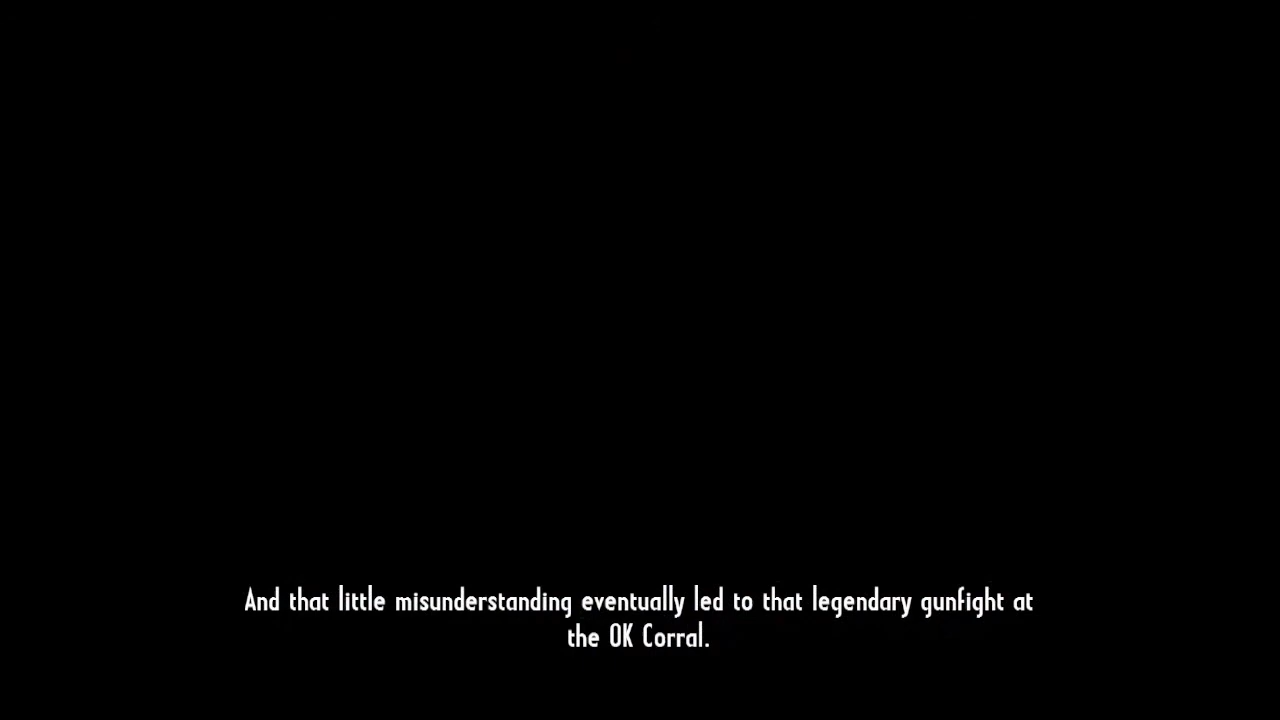 And that little misunderstanding eventually led to that legendary gunfight at
the OK Corral.